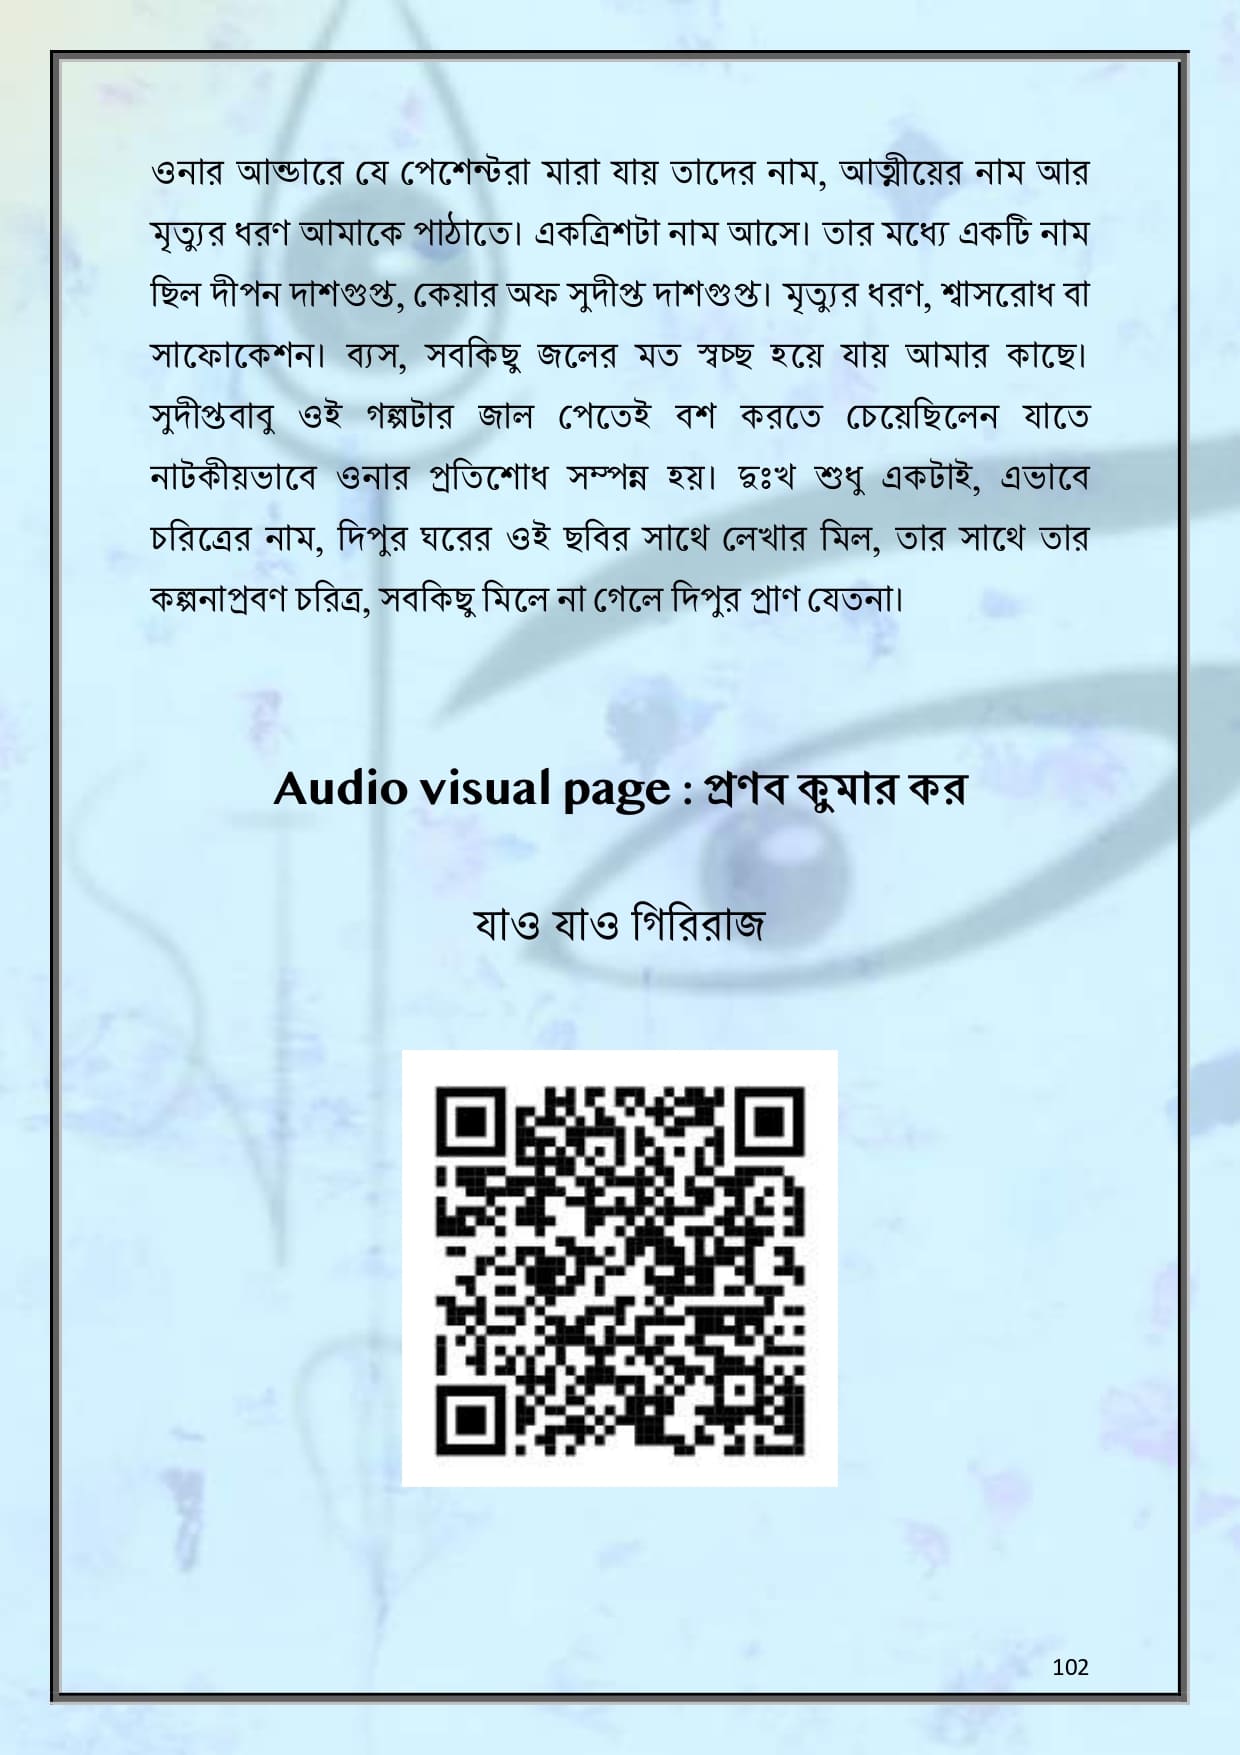 ওনার আন্ডারে যে পেশেন্টরা মারা যায় তাদের নাম, আত্মীয়ের নাম আর
মৃত্যুর ধরণ আমাকে পাঠাতে। একত্রিশটা নাম আসে। তার মধ্যে একটি নাম
ছিল দীপন দাশগুপ্ত, কেয়ার অফ সুদীপ্ত দাশগুপ্ত। মৃত্যুর ধরণ, শ্বাসরোধ বা
সাফোকেশন। ব্যস, সবকিছু জলের মত স্বচ্ছ হয়ে যায় আমার কাছে।
সুদীপ্তবাবু ওই গল্পটার জাল পেতেই বশ করতে চেয়েছিলেন যাতে
নাটকীয়ভাবে ওনার প্রতিশোধ সম্পন্ন হয়। দুঃখ শুধু একটাই, এভাবে
চরিত্রের নাম, দিপুর ঘরের ওই ছবির সাথে লেখার মিল, তার সাথে তার
কল্পনাপ্রবণ চরিত্র, সবকিছু মিলে না গেলে দিপুর প্রাণ যেতনা।
Audio visual page : প্রণব কুমার কর
যাও যাও গিরিরাজ
102